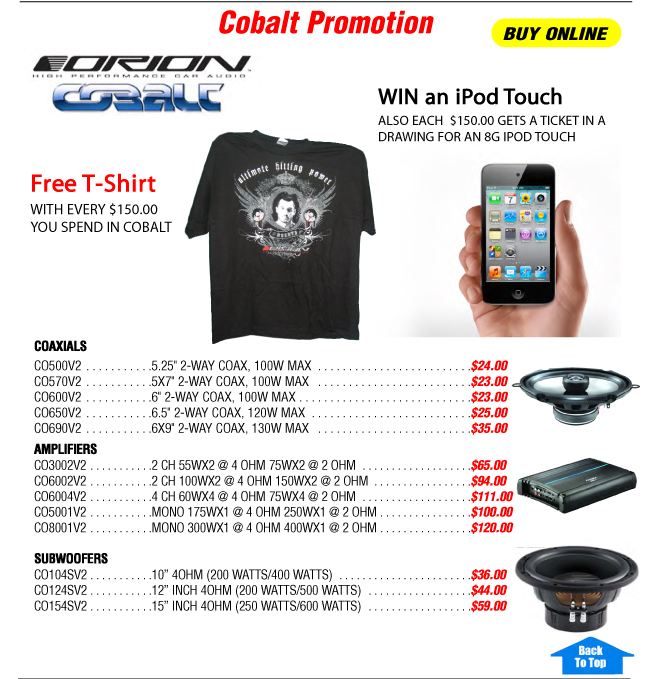 Cobalt Promotion
BUY ONLINE
ORION
HIGH PERFORMANCE CAR AUDIO
COBALT
WIN an iPod Touch
ALSO EACH $150.00 GETS A TICKET IN A
DRAWING FOR AN 8G IPOD TOUCH
Free T-Shirt
WITH EVERY $150.00
YOU SPEND IN COBALT
ultimate hitting power
ORION
COAXIALS
CO500V2 . . . . . . . . . . .5.25" 2-WAY COAX, 100W MAX . . . . . . . . . . . . . . . . . . . . . . . . .$24.00
CO570V2 . . . . . . . . . . .5X7" 2-WAY COAX, 100W MAX . . . . . . . . . . . . . . . . . . . . . . . . .$23.00
CO600V2 . . . . . . . . . . .6" 2-WAY COAX, 100W MAX . . . . . . . . . . . . . . . . . . . . . . . . . . .$23.00
CO650V2 . . . . . . . . . . .6.5" 2-WAY COAX, 120W MAX . . . . . . . . . . . . . . . . . . . . . . . . . .$25.00
CO690V2 . . . . . . . . . . .6X9" 2-WAY COAX, 130W MAX . . . . . . . . . . . . . . . . . . . . . . . . .$35.00
AMPLIFIERS
CO3002V2 . . . . . . . . . .2 CH 55WX2 @ 4 OHM 75WX2 @ 2 OHM . . . . . . . . . . . . . . . . . .$65.00
CO6002V2 . . . . . . . . . .2 CH 100WX2 @ 4 OHM 150WX2 @ 2 OHM . . . . . . . . . . . . . . . .$94.00
CO6004V2 . . . . . . . . . .4 CH 60WX4 @ 4 OHM 75WX4 @ 2 OHM . . . . . . . . . . . . . . . . . .$111.00
CO5001V2 . . . . . . . . . .MONO 175WX1 @ 4 OHM 250WX1 @ 2 OHM . . . . . . . . . . . . . .$100.00
CO8001V2 . . . . . . . . . .MONO 300WX1 @ 4 OHM 400WX1 @ 2 OHM . . . . . . . . . . . . . .$120.00
SUBWOOFERS
CO104SV2 . . . . . . . . . .10” 4OHM (200 WATTS/400 WATTS) . . . . . . . . . . . . . . . . . . . . .$36.00
CO124SV2 . . . . . . . . . .12” INCH 4OHM (200 WATTS/500 WATTS) . . . . . . . . . . . . . . . . .$44.00
CO154SV2 . . . . . . . . . .15” INCH 4OHM (250 WATTS/600 WATTS) . . . . . . . . . . . . . . . . .$59.00
Back
To Top